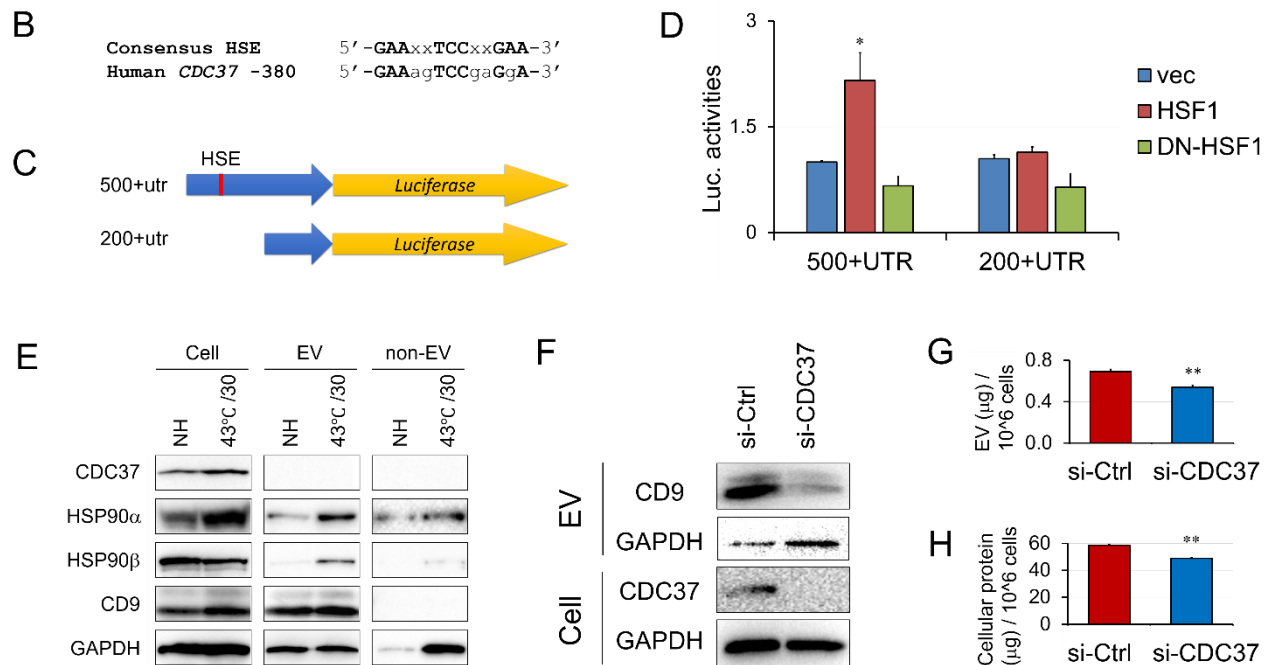 B
Consensus HSE 5’-GAAxxTCCxxGAA-3’
Human CDC37 -380 5’-GAAagTCCgaGgA-3’
C
HSE
500+utr Luciferase
200+utr Luciferase
D
Luc. activities
3
1.5
0
*
500+UTR 200+UTR
vec
HSF1
DN-HSF1
E
Cell EV non-EV
NH 43℃/30 NH 43℃/30 NH 43℃/30
CDC37
HSP90α
HSP90β
CD9
GAPDH
F
si-Ctrl si-CDC37
EV
CD9
GAPDH
Cell
CDC37
GAPDH
G
EV (µg) /
10^6 cells
0.8
0.4
0.0
**
si-Ctrl si-CDC37
H
Cellular protein
(µg) / 10^6 cells
60
40
20
0
**
si-Ctrl si-CDC37